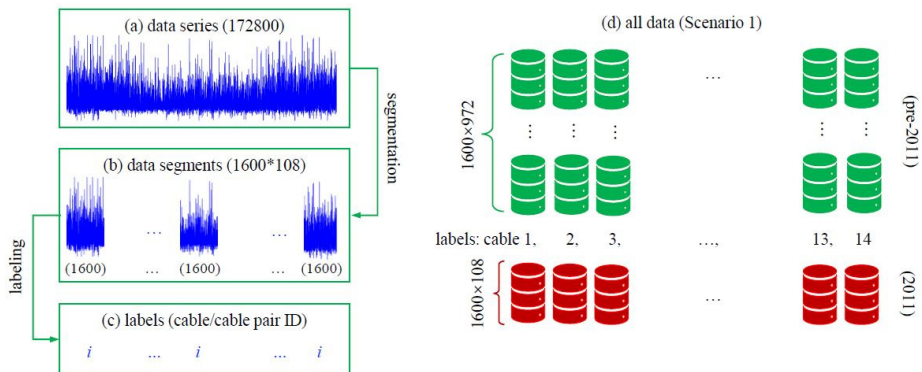 (a) data series (172800)
segmentation
(b) data segments (1600*108)
... ...
(1600) ... (1600) ... (1600)
labeling
(c) labels (cable/cable pair ID)
i ... i ... i
(d) all data (Scenario 1)
1600×972
...
(pre-2011)
labels: cable 1, 2, 3, ..., 13, 14
1600×108
...
(2011)